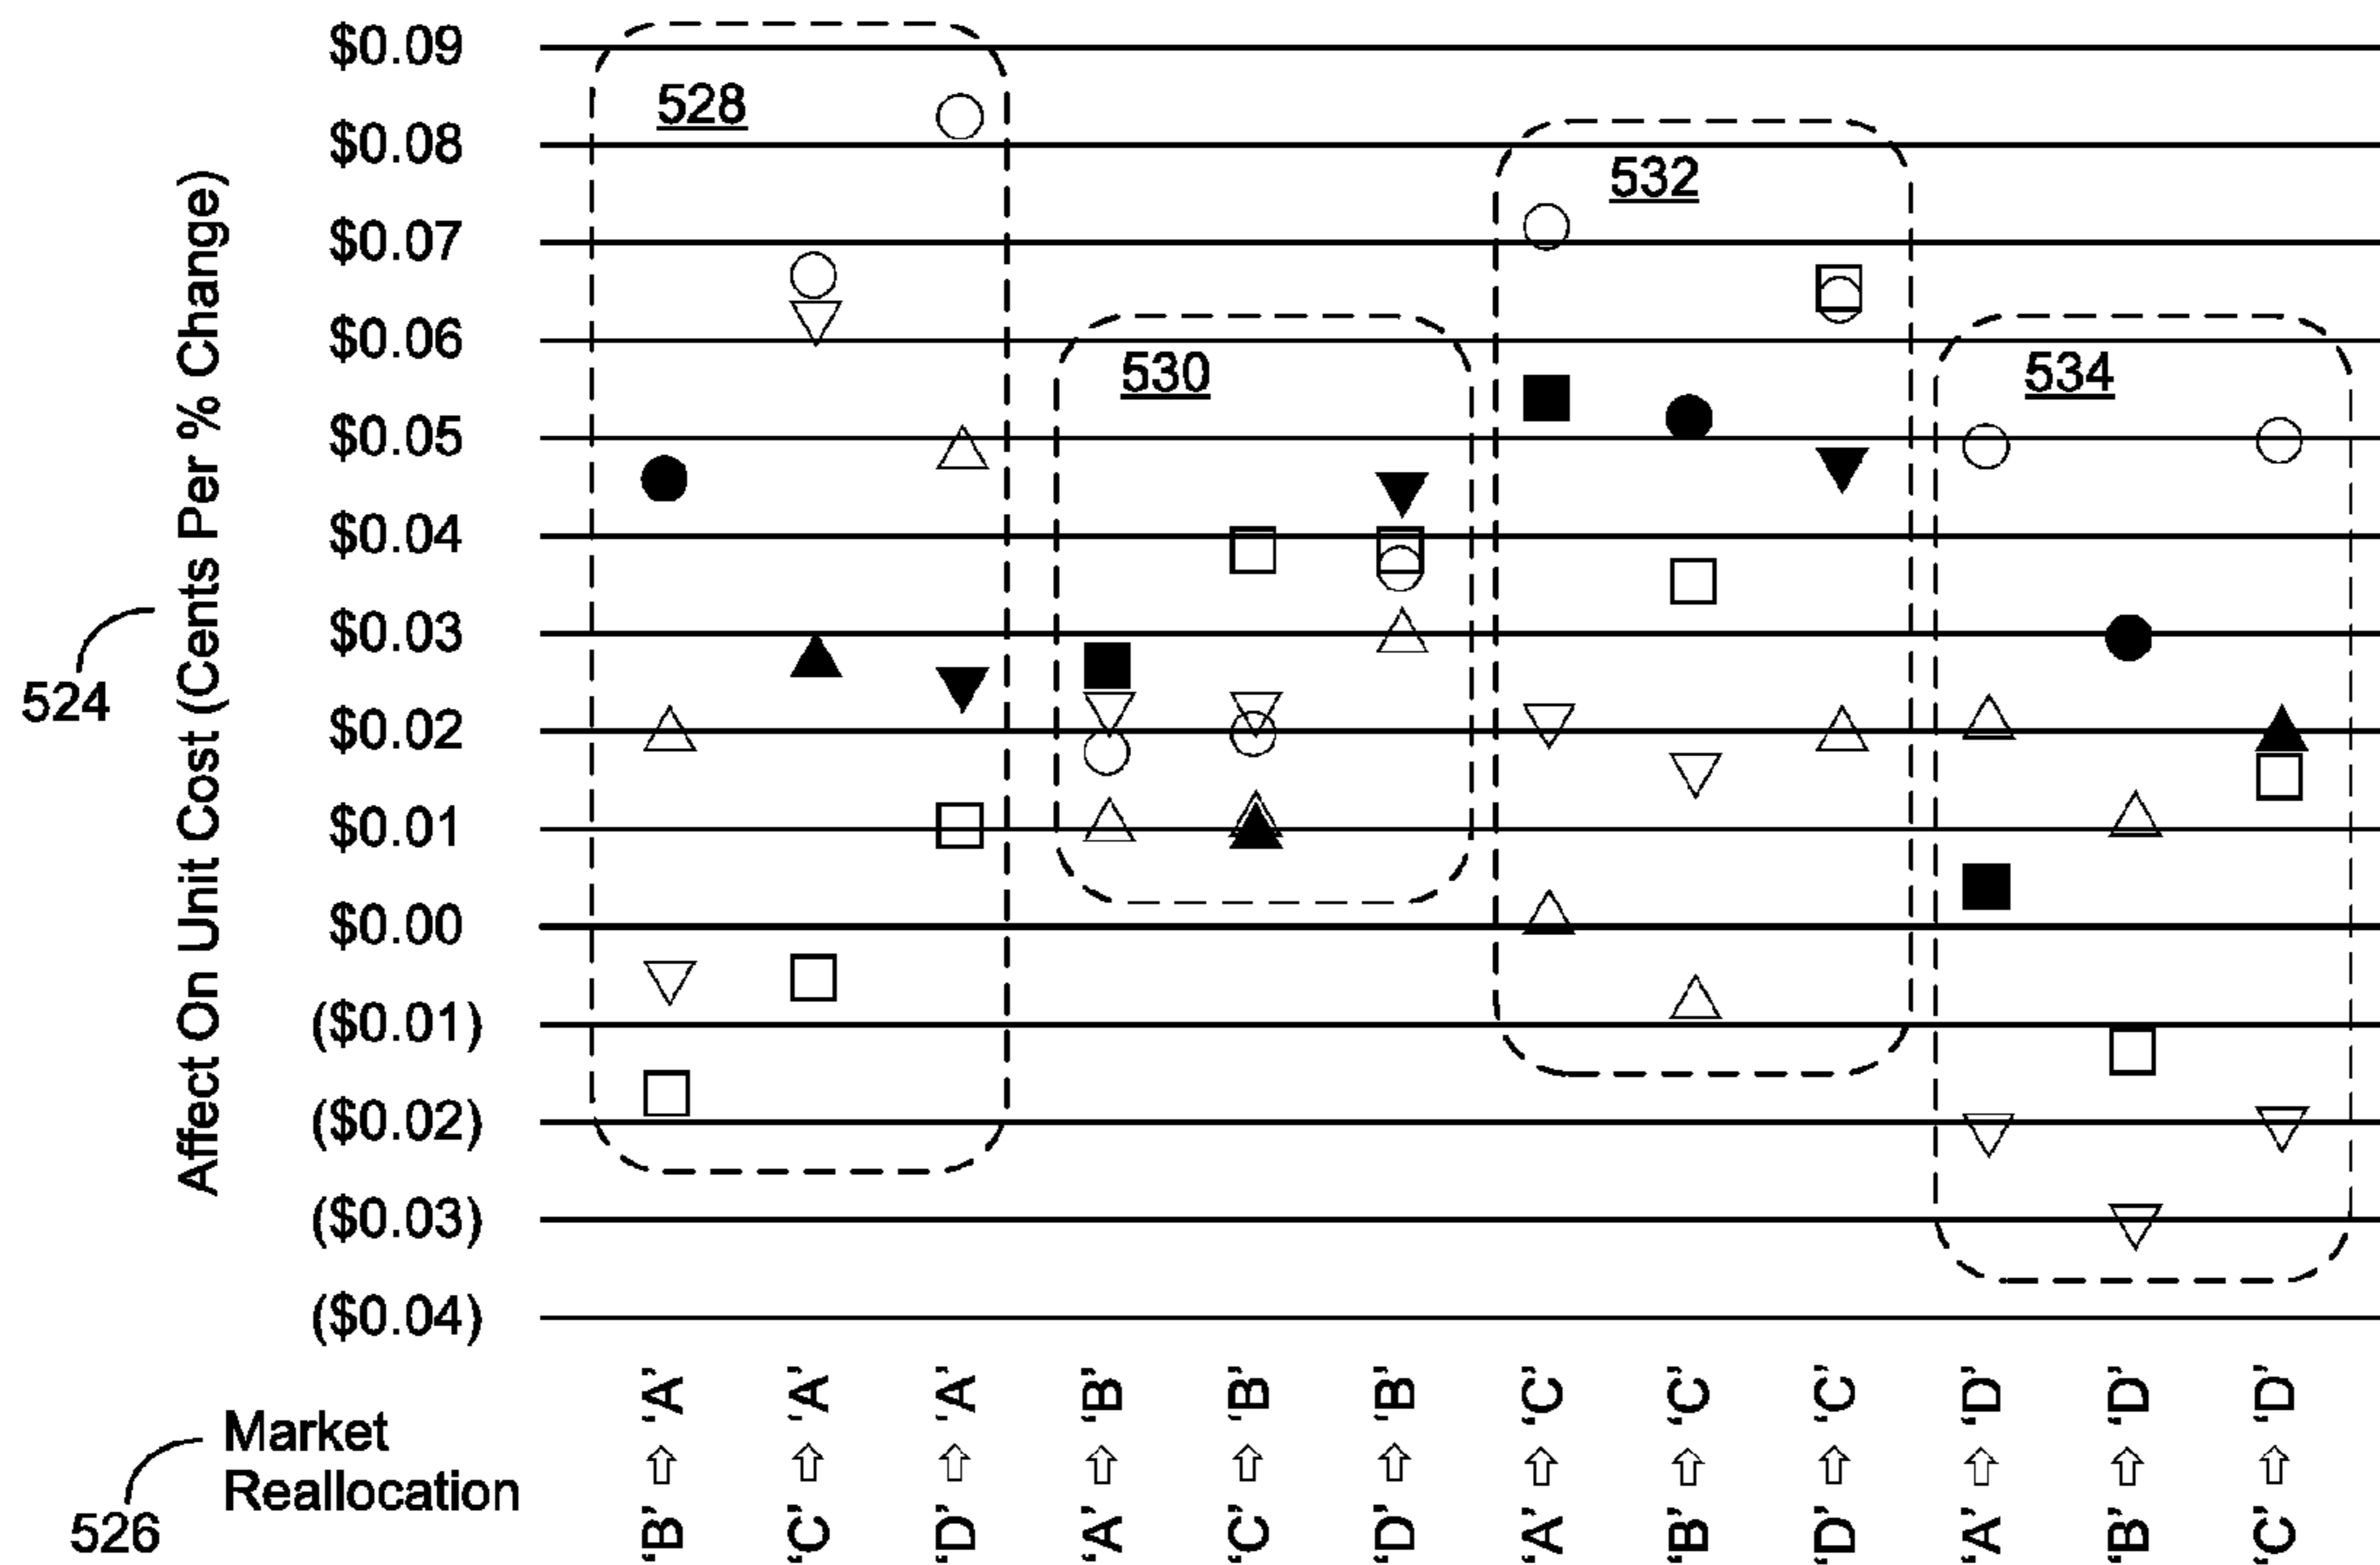 $0.09
$0.08
$0.07
$0.06
$0.05
$0.04
$0.03
$0.02
$0.01
$0.00
($0.01)
($0.02)
($0.03)
($0.04)
Affect On Unit Cost (Cents Per % Change)
524
528
530
532
534
526
Market
Reallocation
‘B’ ⇨ ‘A’
‘C’ ⇨ ‘A’
‘D’ ⇨ ‘A’
‘A’ ⇨ ‘B’
‘C’ ⇨ ‘B’
‘D’ ⇨ ‘B’
‘A’ ⇨ ‘C’
‘B’ ⇨ ‘C’
‘D’ ⇨ ‘C’
‘A’ ⇨ ‘D’
‘B’ ⇨ ‘D’
‘C’ ⇨ ‘D’